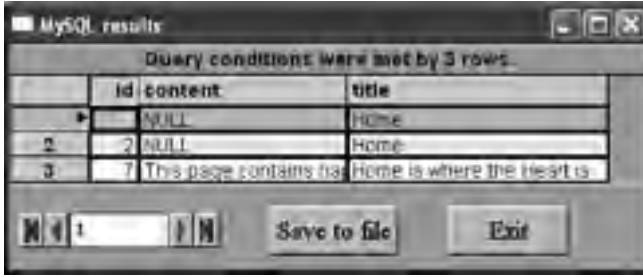 MySQL results
Query conditions were met by 3 rows.
id content title
NULL Home
2 2 NULL Home
3 7 This page contains ha Home is where the Heart is
1 Save to file Exit